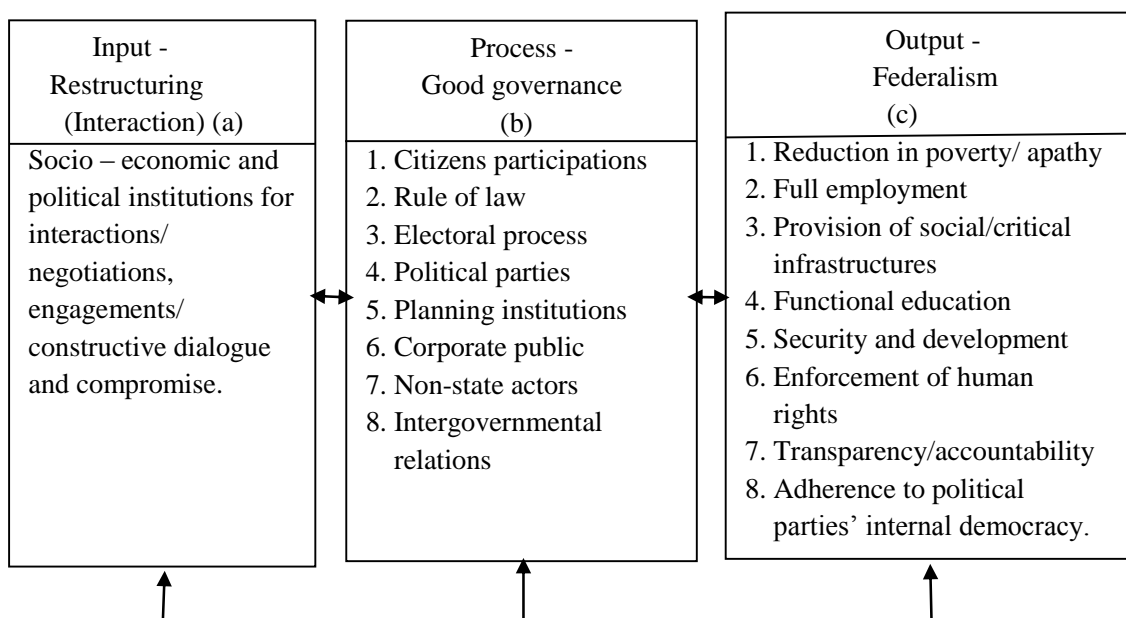 Input -
Restructuring
(Interaction) (a)
Socio – economic and
political institutions for
interactions/
negotiations,
engagements/
constructive dialogue
and compromise.
Process -
Good governance
(b)
1. Citizens participations
2. Rule of law
3. Electoral process
4. Political parties
5. Planning institutions
6. Corporate public
7. Non-state actors
8. Intergovernmental
relations
Output -
Federalism
(c)
1. Reduction in poverty/ apathy
2. Full employment
3. Provision of social/critical
infrastructures
4. Functional education
5. Security and development
6. Enforcement of human
rights
7. Transparency/accountability
8. Adherence to political
parties’ internal democracy.